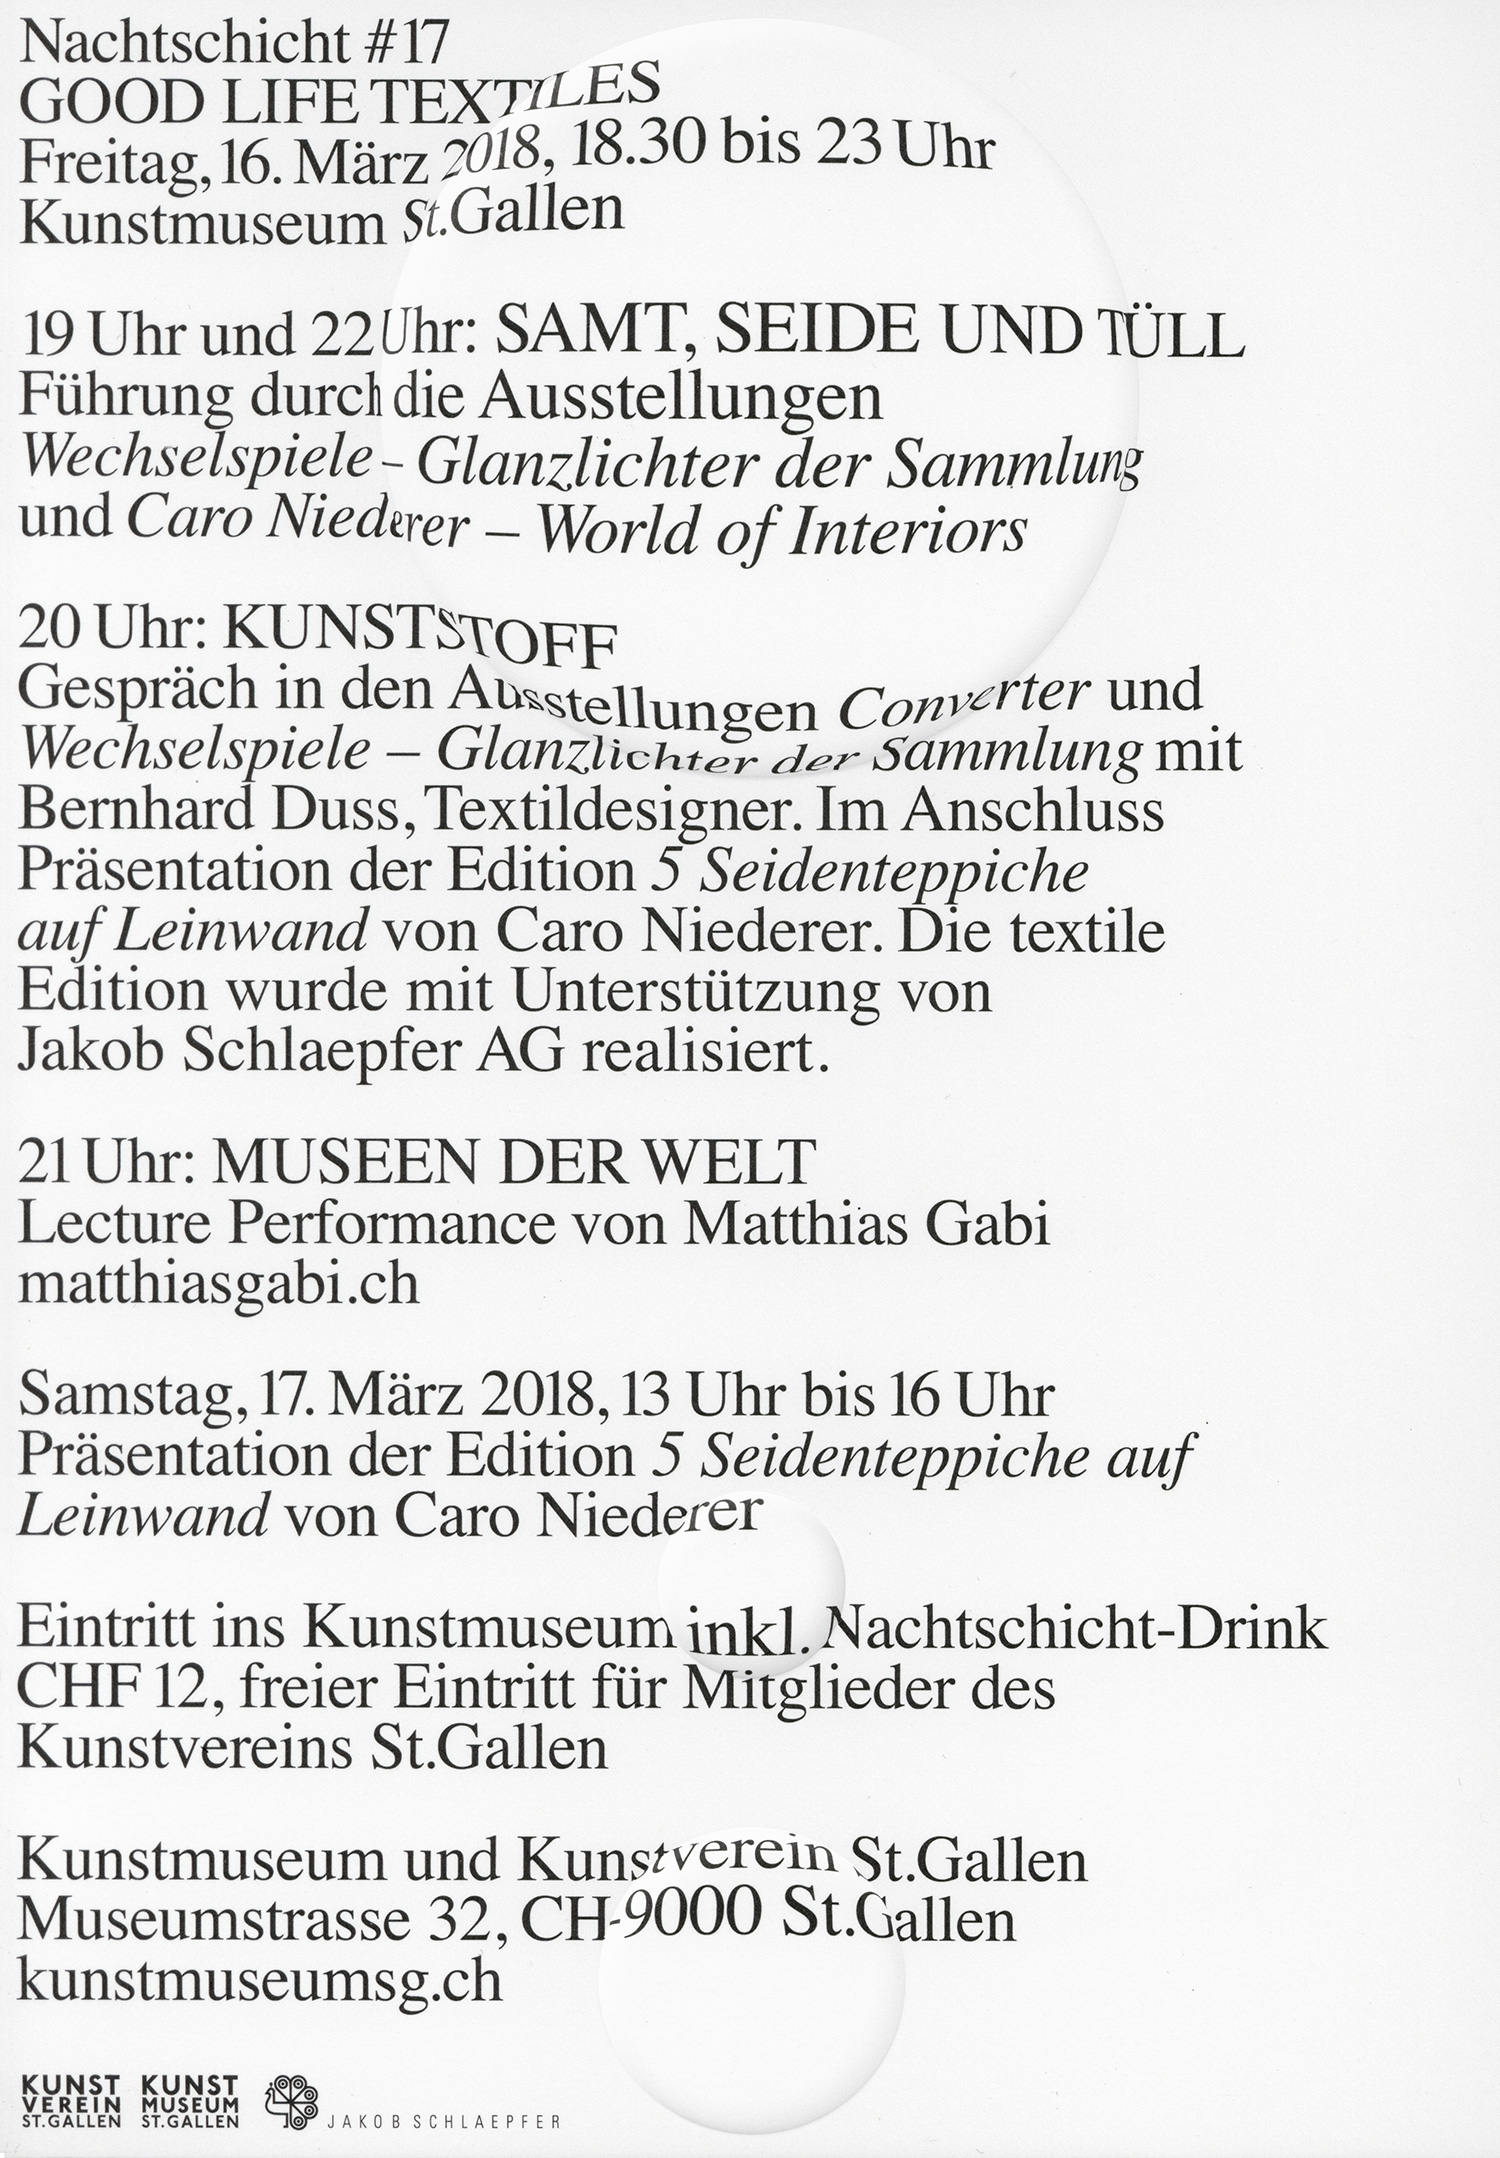 Nachtschicht #17
GOOD LIFE TEXTILES
Freitag, 16. März 2018, 18.30 bis 23 Uhr
Kunstmuseum St.Gallen
19 Uhr und 22 Uhr: SAMT, SEIDE UND TÜLL
Führung durch die Ausstellungen
Wechselspiele – Glanzlichter der Sammlung
und Caro Niederer – World of Interiors
20 Uhr: KUNSTSTOFF
Gespräch in den Ausstellungen Converter und
Wechselspiele – Glanzlichter der Sammlung mit
Bernhard Duss, Textildesigner. Im Anschluss
Präsentation der Edition 5 Seidenteppiche
auf Leinwand von Caro Niederer. Die textile
Edition wurde mit Unterstützung von
Jakob Schlaepfer AG realisiert.
21 Uhr: MUSEEN DER WELT
Lecture Performance von Matthias Gabi
matthiasgabi.ch
Samstag, 17. März 2018, 13 Uhr bis 16 Uhr
Präsentation der Edition 5 Seidenteppiche auf
Leinwand von Caro Niederer
Eintritt ins Kunstmuseum inkl. Nachtschicht-Drink
CHF 12, freier Eintritt für Mitglieder des
Kunstvereins St.Gallen
Kunstmuseum und Kunstverein St.Gallen
Museumstrasse 32, CH-9000 St.Gallen
kunstmuseumsg.ch
KUNST
VEREIN
ST.GALLEN
KUNST
MUSEUM
ST.GALLEN
JAKOB SCHLAEPFER